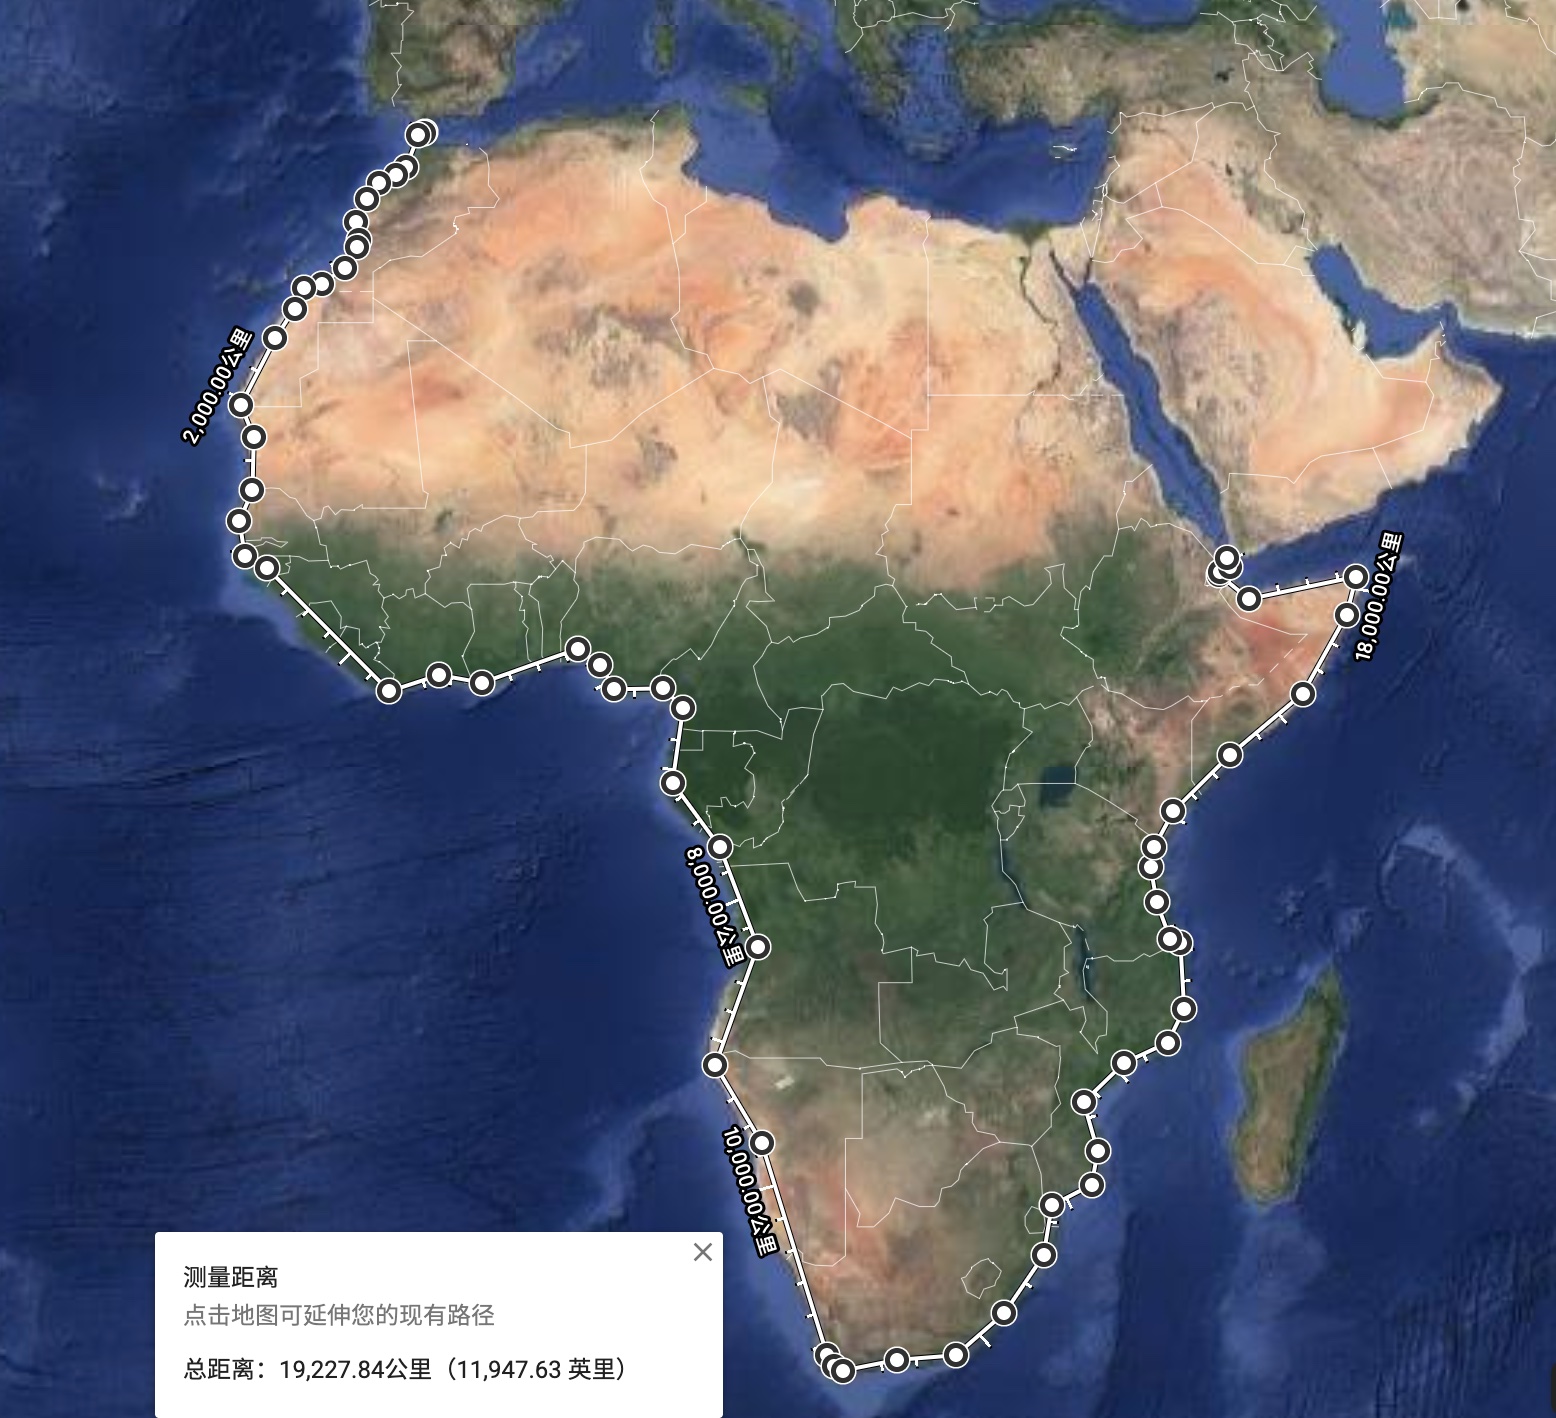 2,000.00公里
18,000.00公里
8,000.00公里
10,000.00公里
测量距离
点击地图可延伸您的现有路径
总距离：19,227.84公里（11,947.63 英里）